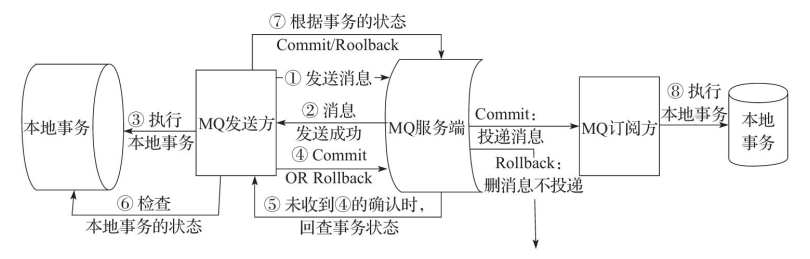 ⑦ 根据事务的状态
Commit/Roolback
① 发送消息
本地事务
③ 执行
本地事务
MQ发送方
② 消息
发送成功
MQ服务端
Commit：
投递消息
MQ订阅方
⑧ 执行
本地事务
本地
事务
④ Commit
OR Rollback
Rollback：
删消息不投递
⑥ 检查
本地事务的状态
⑤ 未收到④的确认时，
回查事务状态